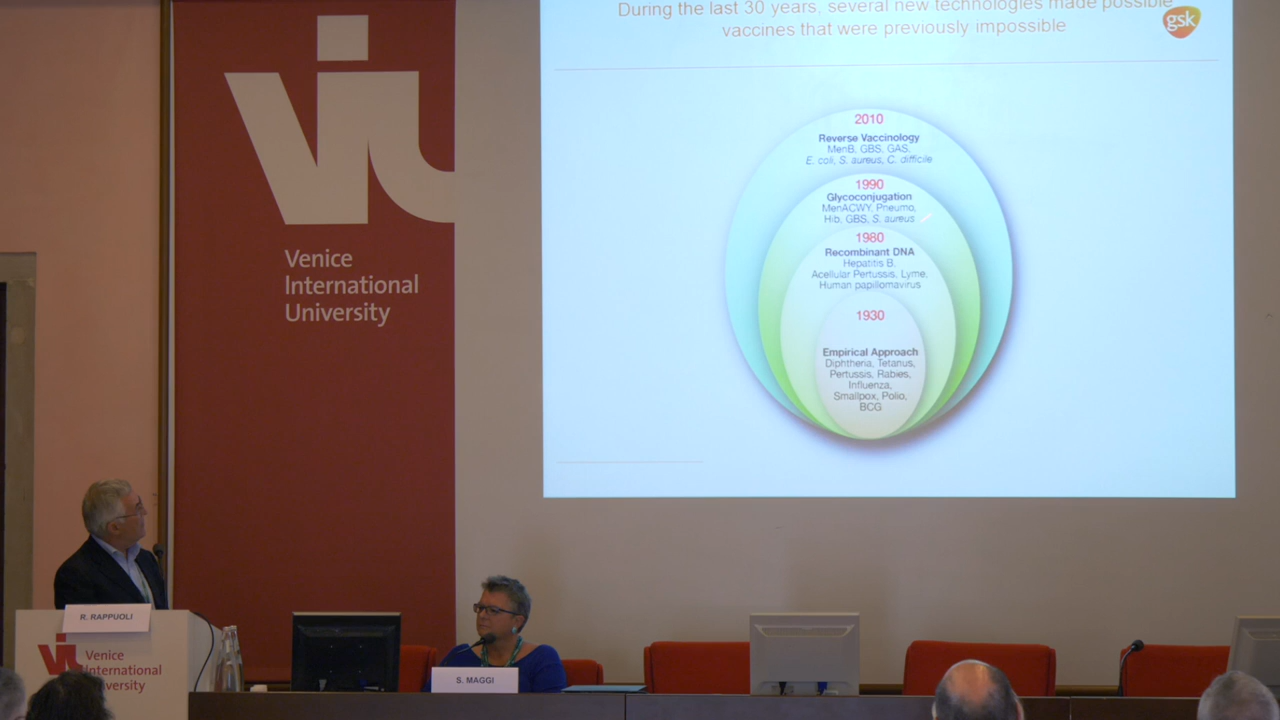 During the last 30 years, several new technologies made possible
vaccines that were previously impossible
gsk
2010
Reverse Vaccinology
MenB, GBS, GAS,
E. coli, S. aureus, C. difficile
1990
Glycoconjugation
MenACWY, Pneumo,
Hib, GBS, S. aureus
1980
Recombinant DNA
Hepatitis B,
Acellular Pertussis, Lyme,
Human papillomavirus
1930
Empirical Approach
Diphtheria, Tetanus,
Pertussis, Rabies,
Influenza,
Smallpox, Polio,
BCG
viu
Venice
International
University
R. RAPPUOLI
Venice
International
versity
S. MAGGI